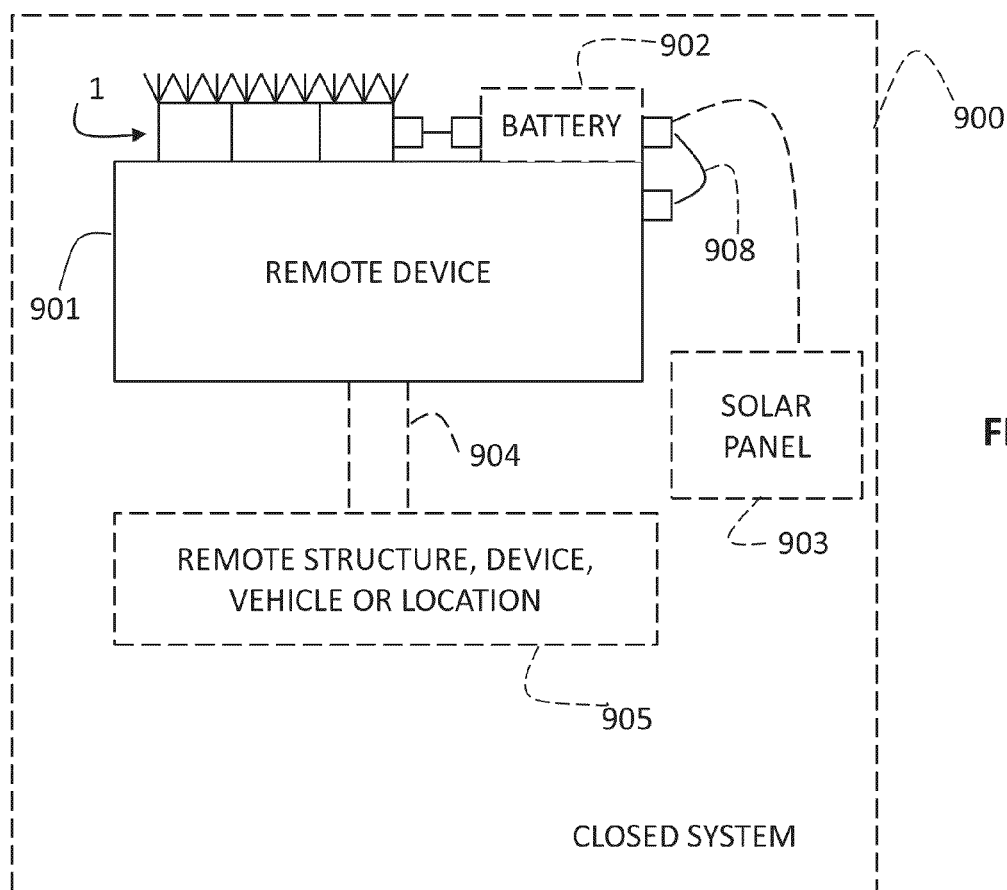 902
1
BATTERY
900
908
REMOTE DEVICE
901
SOLAR
PANEL
904
903
REMOTE STRUCTURE, DEVICE,
VEHICLE OR LOCATION
905
CLOSED SYSTEM